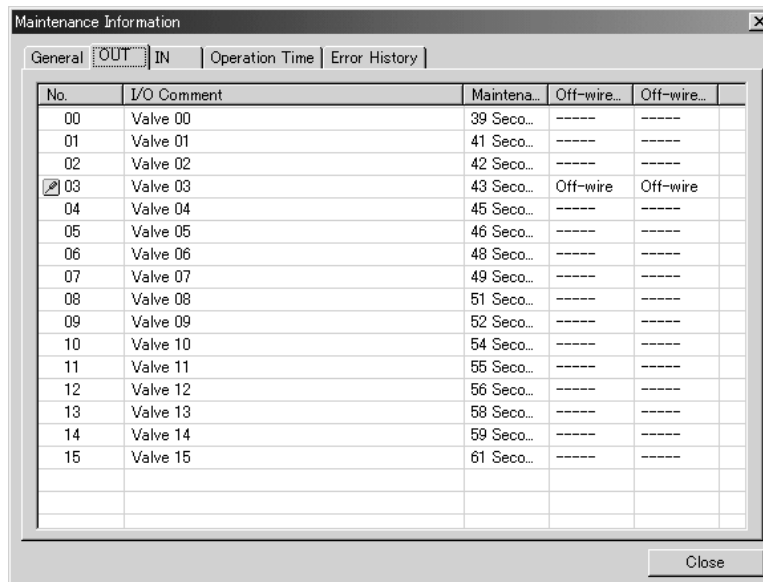 Maintenance Information
General OUT IN Operation Time Error History
No. I/O Comment Maintena... Off-wire... Off-wire...
00 Valve 00 39 Seco... ----- -----
01 Valve 01 41 Seco... ----- -----
02 Valve 02 42 Seco... ----- -----
03 Valve 03 43 Seco... Off-wire Off-wire
04 Valve 04 45 Seco... ----- -----
05 Valve 05 46 Seco... ----- -----
06 Valve 06 48 Seco... ----- -----
07 Valve 07 49 Seco... ----- -----
08 Valve 08 51 Seco... ----- -----
09 Valve 09 52 Seco... ----- -----
10 Valve 10 54 Seco... ----- -----
11 Valve 11 55 Seco... ----- -----
12 Valve 12 56 Seco... ----- -----
13 Valve 13 58 Seco... ----- -----
14 Valve 14 59 Seco... ----- -----
15 Valve 15 61 Seco... ----- -----
Close